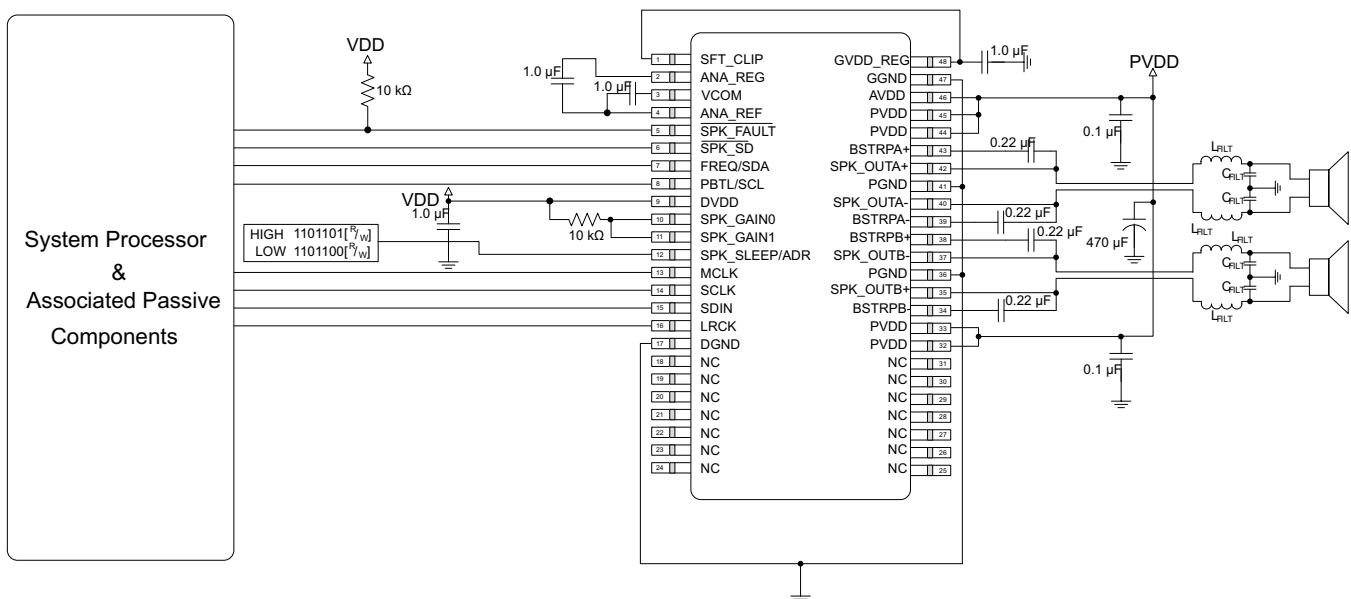 System Processor
&
Associated Passive
Components
VDD
10 kΩ
1.0 µF
1.0 µF
VDD
1.0 µF
10 kΩ
HIGH 1101101[R/W]
LOW 1101100[R/W]
1 SFT_CLIP
2 ANA_REG
3 VCOM
4 ANA_REF
5 SPK_FAULT
6 SPK_SD
7 FREQ/SDA
8 PBTL/SCL
9 DVDD
10 SPK_GAIN0
11 SPK_GAIN1
12 SPK_SLEEP/ADR
13 MCLK
14 SCLK
15 SDIN
16 LRCK
17 DGND
18 NC
19 NC
20 NC
21 NC
22 NC
23 NC
24 NC
GVDD_REG 48
GGND 47
AVDD 46
PVDD 45
PVDD 44
BSTRPA+ 43
SPK_OUTA+ 42
PGND 41
SPK_OUTA- 40
BSTRPA- 39
BSTRPB+ 38
SPK_OUTB- 37
PGND 36
SPK_OUTB+ 35
BSTRPB- 34
PVDD 33
PVDD 32
NC 31
NC 30
NC 29
NC 28
NC 27
NC 26
NC 25
1.0 µF
PVDD
0.1 µF
0.22 µF
0.22 µF
0.22 µF
0.22 µF
470 µF
0.1 µF
LFILT
CFILT
CFILT
LFILT
LFILT
CFILT
CFILT
LFILT